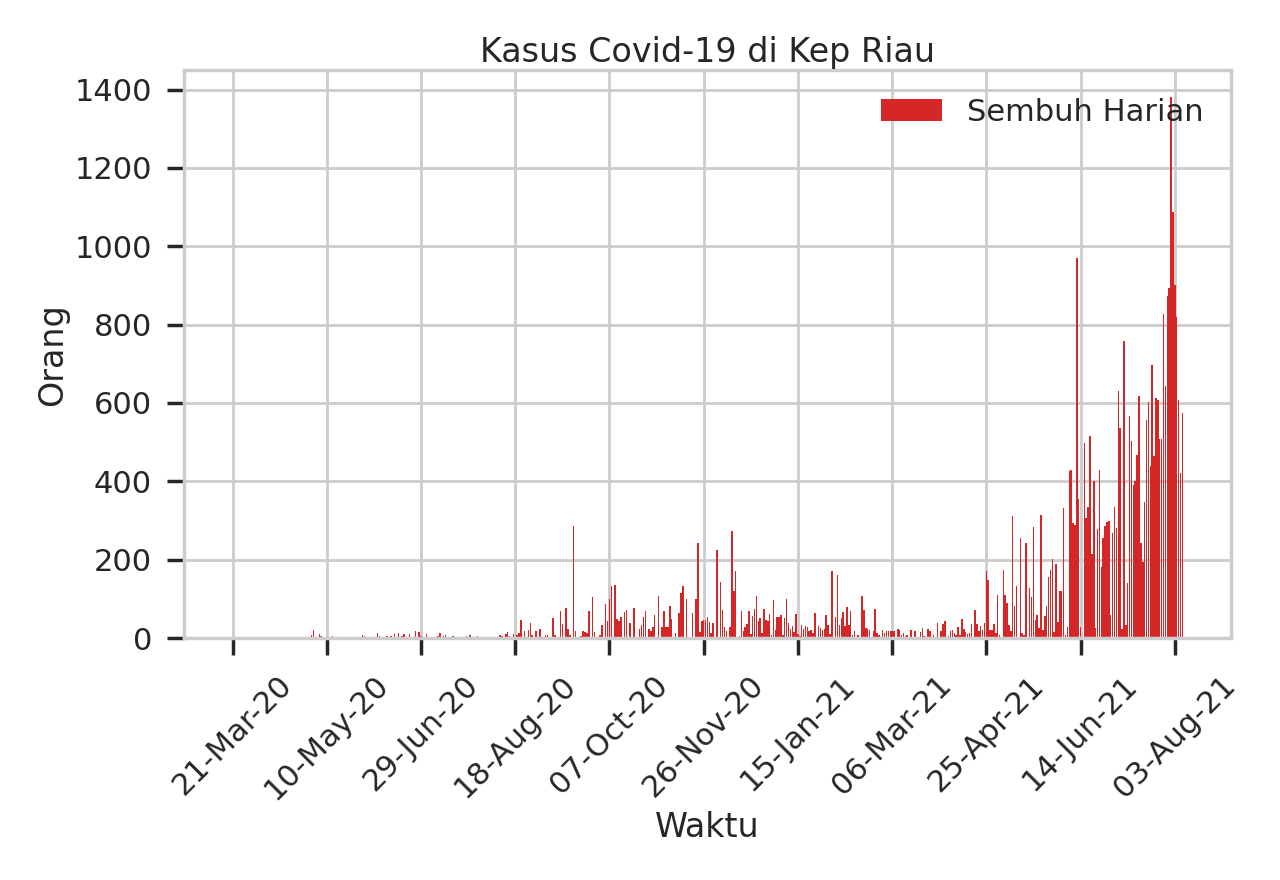 Kasus Covid-19 di Kep Riau
Sembuh Harian
Orang
1400
1200
1000
800
600
400
200
0
21-Mar-20
10-May-20
29-Jun-20
18-Aug-20
07-Oct-20
26-Nov-20
15-Jan-21
06-Mar-21
25-Apr-21
14-Jun-21
03-Aug-21
Waktu